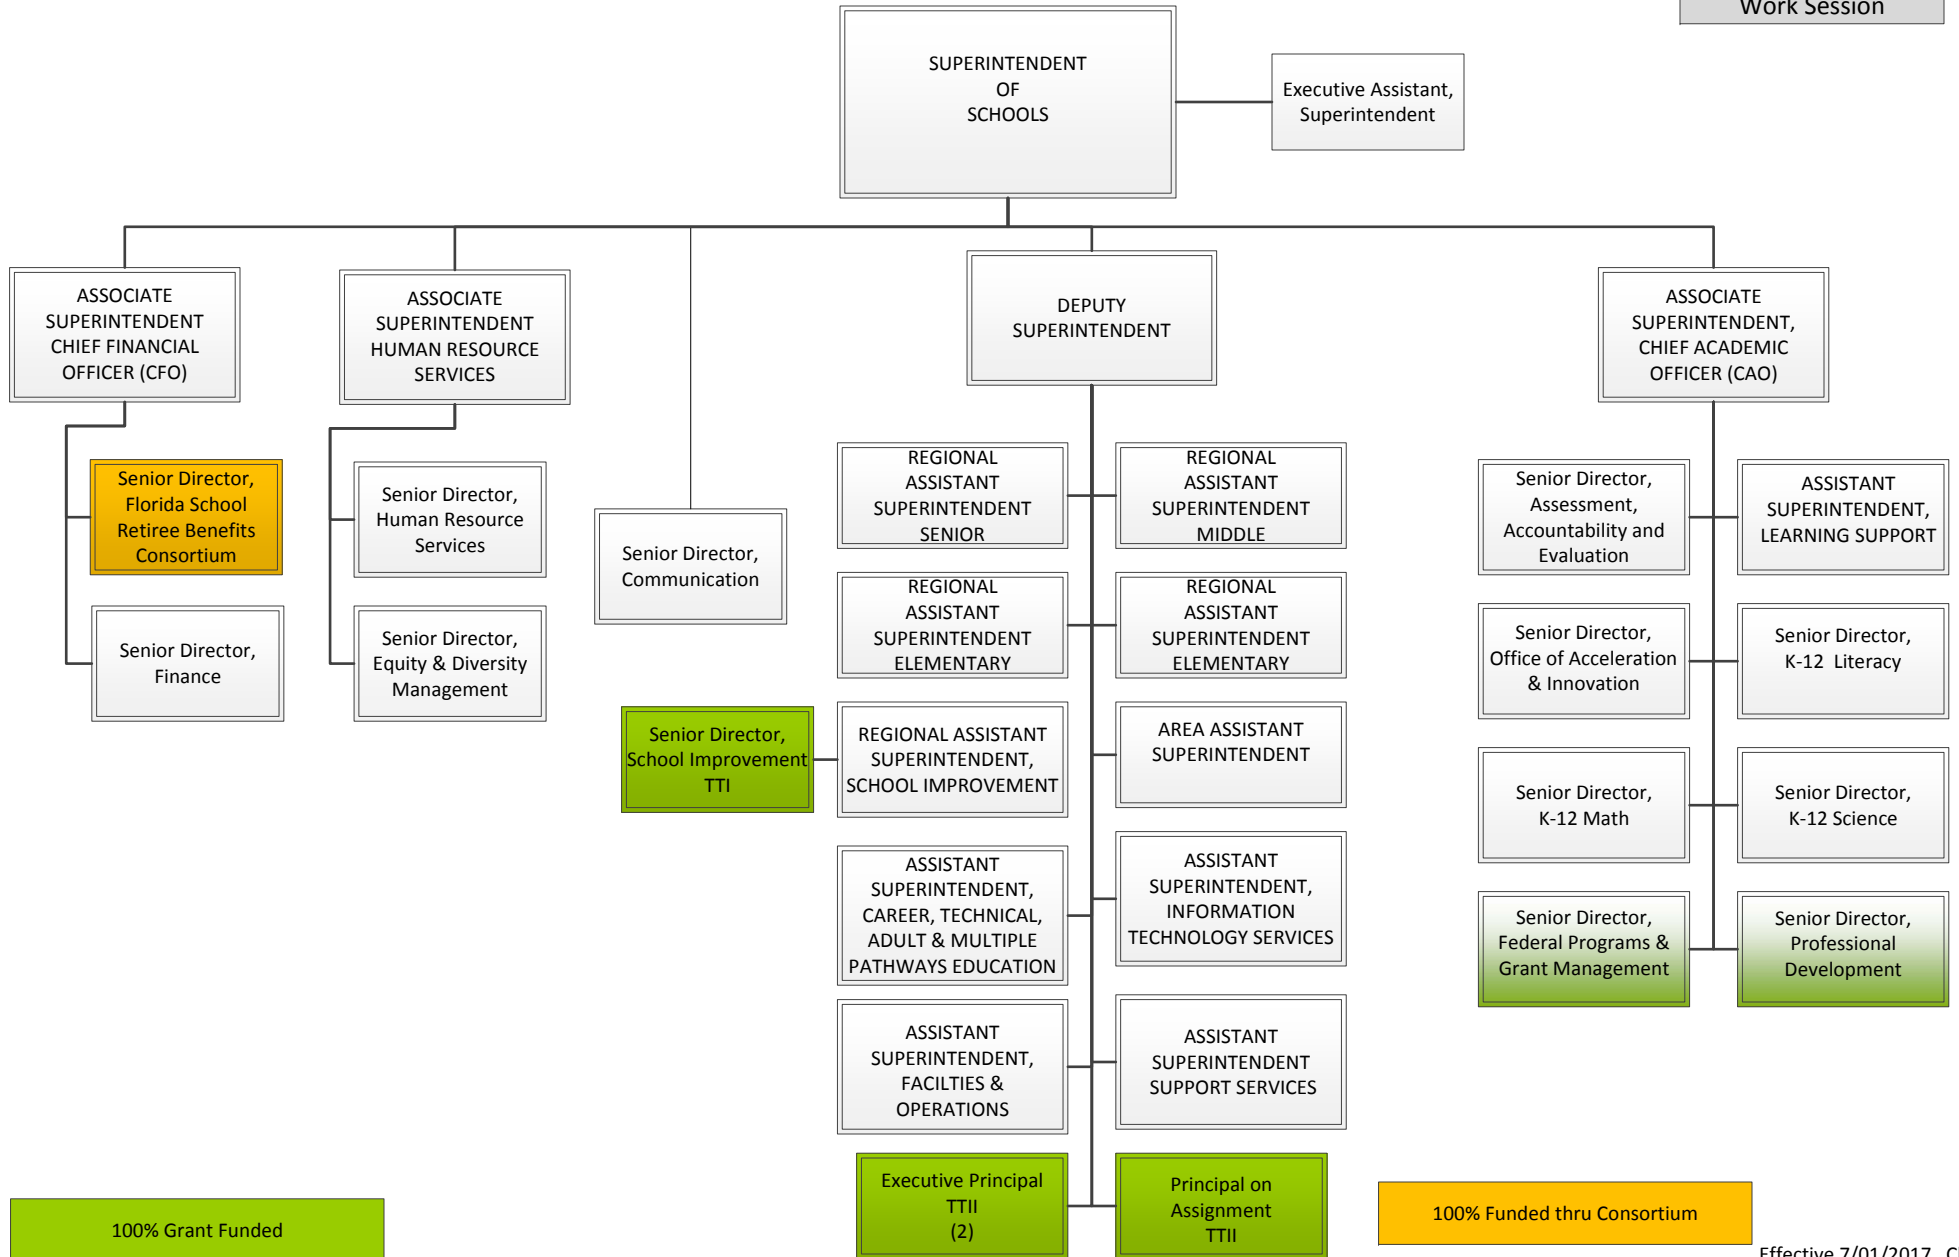 Work Session
SUPERINTENDENT
OF
SCHOOLS
Executive Assistant,
Superintendent
ASSOCIATE
SUPERINTENDENT
CHIEF FINANCIAL
OFFICER (CFO)
ASSOCIATE
SUPERINTENDENT
HUMAN RESOURCE
SERVICES
DEPUTY
SUPERINTENDENT
ASSOCIATE
SUPERINTENDENT,
CHIEF ACADEMIC
OFFICER (CAO)
Senior Director,
Florida School
Retiree Benefits
Consortium
Senior Director,
Finance
Senior Director,
Human Resource
Services
Senior Director,
Equity & Diversity
Management
Senior Director,
Communication
REGIONAL
ASSISTANT
SUPERINTENDENT
SENIOR
REGIONAL
ASSISTANT
SUPERINTENDENT
MIDDLE
REGIONAL
ASSISTANT
SUPERINTENDENT
ELEMENTARY
REGIONAL
ASSISTANT
SUPERINTENDENT
ELEMENTARY
Senior Director,
School Improvement
TTI
REGIONAL ASSISTANT
SUPERINTENDENT,
SCHOOL IMPROVEMENT
AREA ASSISTANT
SUPERINTENDENT
ASSISTANT
SUPERINTENDENT,
CAREER, TECHNICAL,
ADULT & MULTIPLE
PATHWAYS EDUCATION
ASSISTANT
SUPERINTENDENT,
INFORMATION
TECHNOLOGY SERVICES
ASSISTANT
SUPERINTENDENT,
FACILTIES &
OPERATIONS
ASSISTANT
SUPERINTENDENT
SUPPORT SERVICES
Executive Principal
TTII
(2)
Principal on
Assignment
TTII
Senior Director,
Assessment,
Accountability and
Evaluation
ASSISTANT
SUPERINTENDENT,
LEARNING SUPPORT
Senior Director,
Office of Acceleration
& Innovation
Senior Director,
K-12 Literacy
Senior Director,
K-12 Math
Senior Director,
K-12 Science
Senior Director,
Federal Programs &
Grant Management
Senior Director,
Professional
Development
100% Grant Funded
100% Funded thru Consortium
Effective 7/01/2017